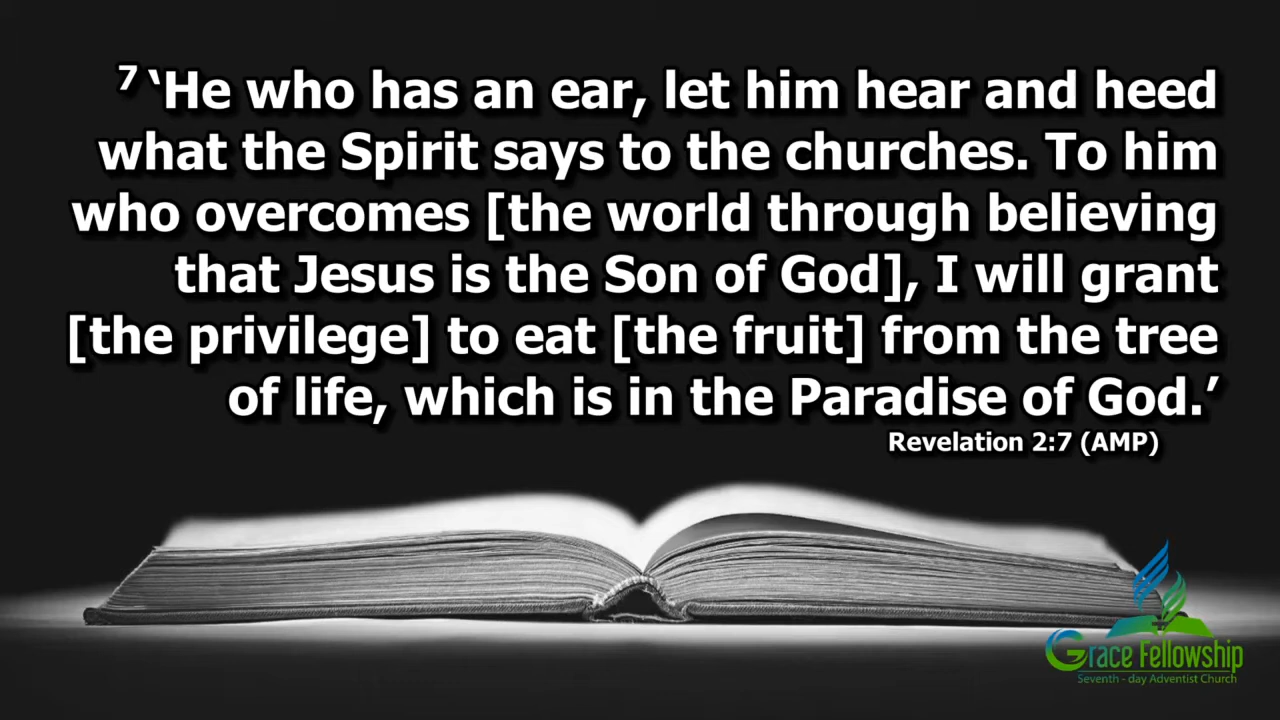 7 ‘He who has an ear, let him hear and heed
what the Spirit says to the churches. To him
who overcomes [the world through believing
that Jesus is the Son of God], I will grant
[the privilege] to eat [the fruit] from the tree
of life, which is in the Paradise of God.’
Revelation 2:7 (AMP)
Grace Fellowship
Seventh - day Adventist Church